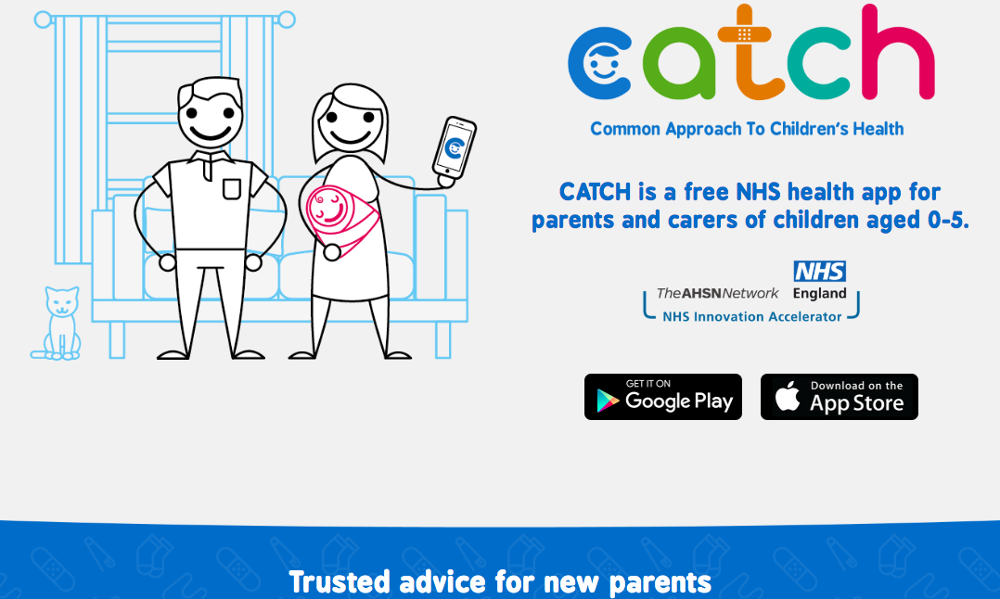 catch
Common Approach To Children's Health
CATCH is a free NHS health app for
parents and carers of children aged 0-5.
NHS
TheAHSNNetwork England
NHS Innovation Accelerator
GET IT ON
Google Play
Download on the
App Store
Trusted advice for new parents